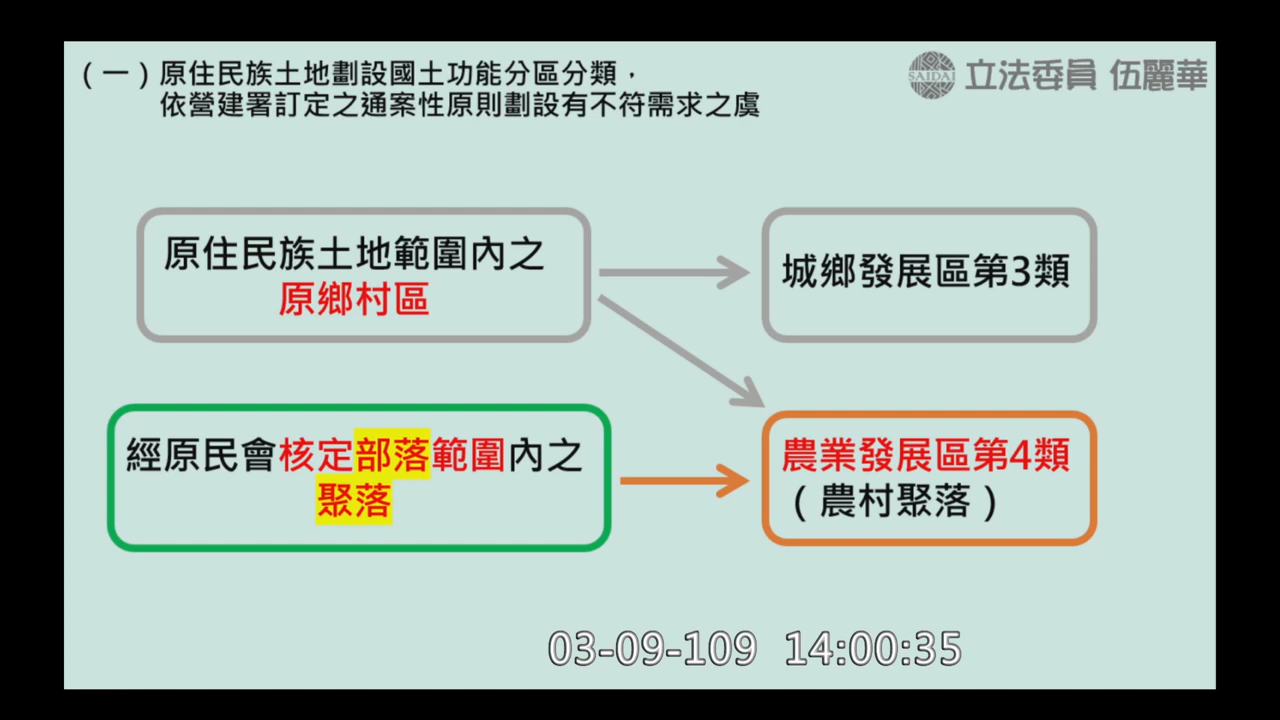 （一）原住民族土地劃設國土功能分區分類，
依營建署訂定之通案性原則劃設有不符需求之虞
SAIDAI 立法委員 伍麗華
原住民族土地範圍內之
原鄉村區
城鄉發展區第3類
經原民會核定部落範圍內之
聚落
農業發展區第4類
（農村聚落）
03-09-109 14:00:35